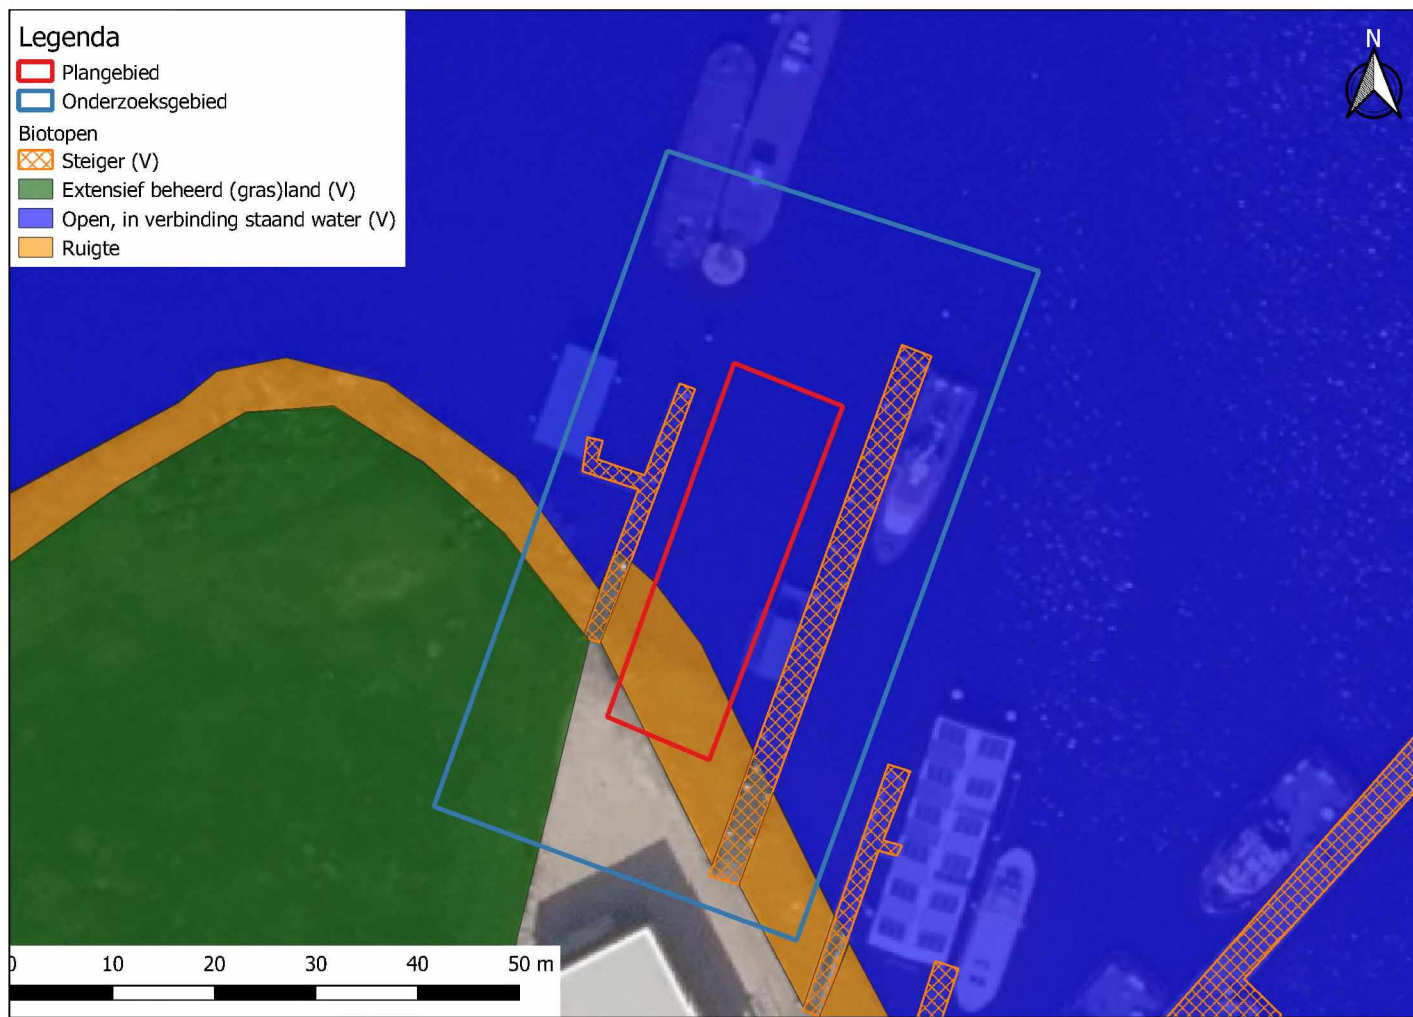 Legenda
Plangebied
Onderzoeksgebied
Biotopen
Steiger (V)
Extensief beheerd (gras)land (V)
Open, in verbinding staand water (V)
Ruigte
N
0 10 20 30 40 50 m